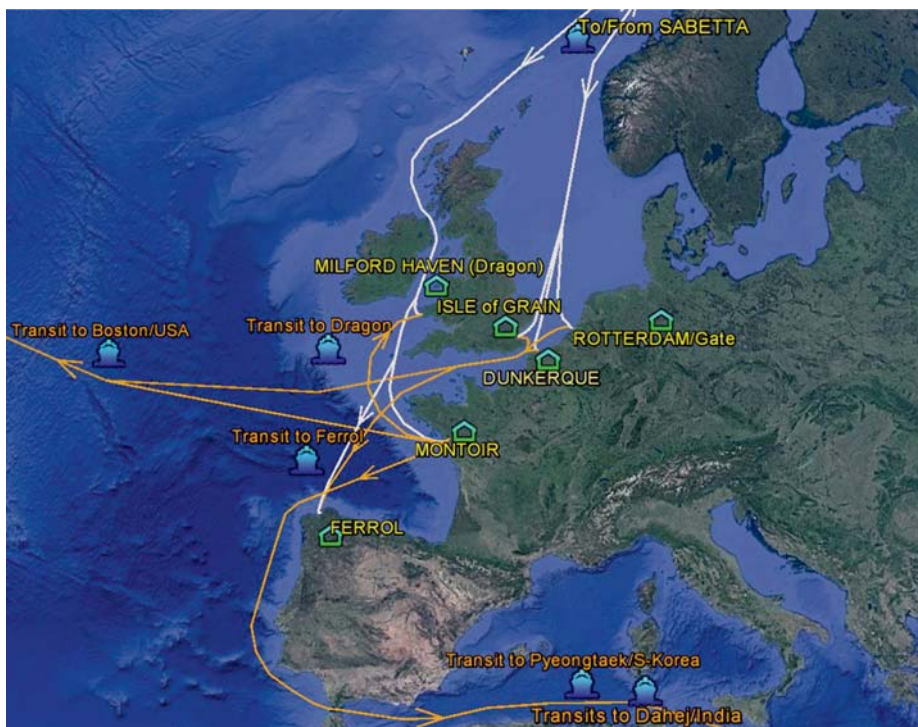 To/From SABETTA
MILFORD HAVEN (Dragon)
ISLE of GRAIN
Transit to Boston/USA
Transit to Dragon
ROTTERDAM/Gate
DUNKERQUE
Transit to Ferrol
MONTOIR
FERROL
Transit to Pyeongtaek/S-Korea
Transits to Dahej/India